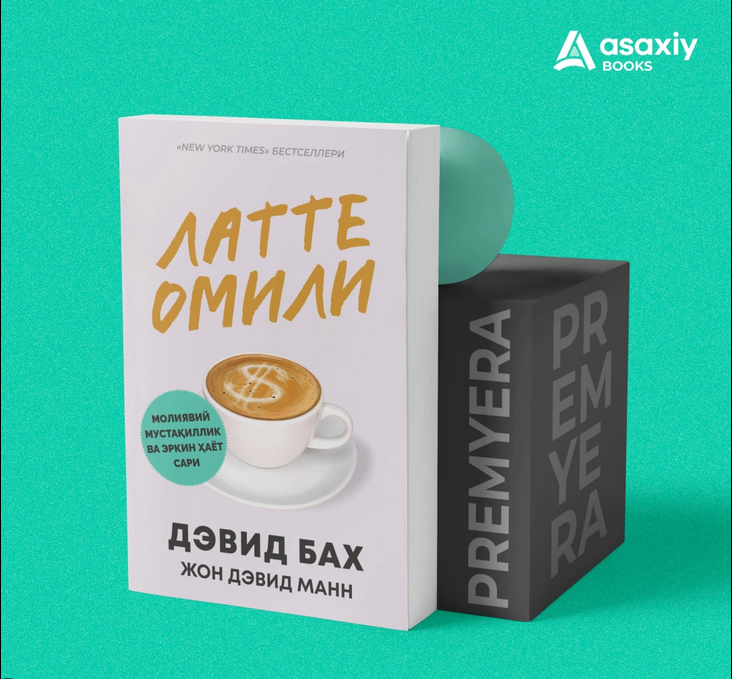 asaxiy
BOOKS
«NEW YORK TIMES» БЕСТСЕЛЛЕРИ
ЛАТТЕ
ОМИЛИ
МОЛИЯВИЙ
МУСТАҚИЛЛИК
ВА ЭРКИН ҲАЁТ
САРИ
ДЭВИД БАХ
ЖОН ДЭВИД МАНН
PREMYERA
PR
EM
YE
RA